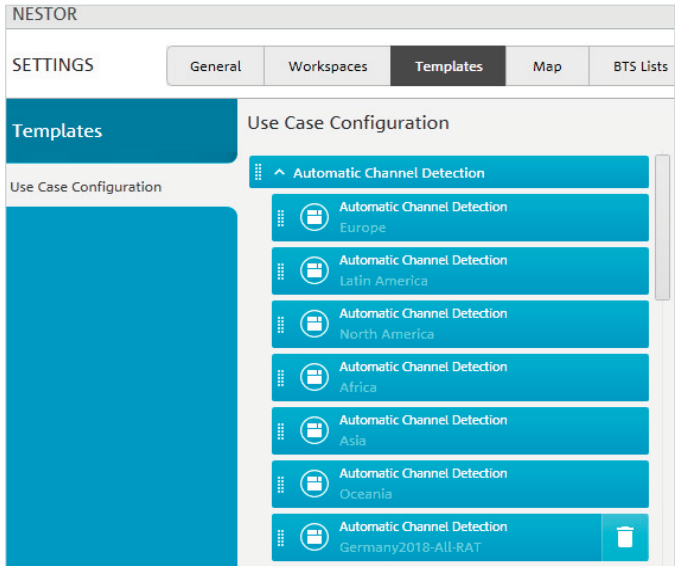 NESTOR
SETTINGS
General
Workspaces
Templates
Map
BTS Lists
Templates
Use Case Configuration
Use Case Configuration
Automatic Channel Detection
Automatic Channel Detection
Europe
Automatic Channel Detection
Latin America
Automatic Channel Detection
North America
Automatic Channel Detection
Africa
Automatic Channel Detection
Asia
Automatic Channel Detection
Oceania
Automatic Channel Detection
Germany2018-All-RAT